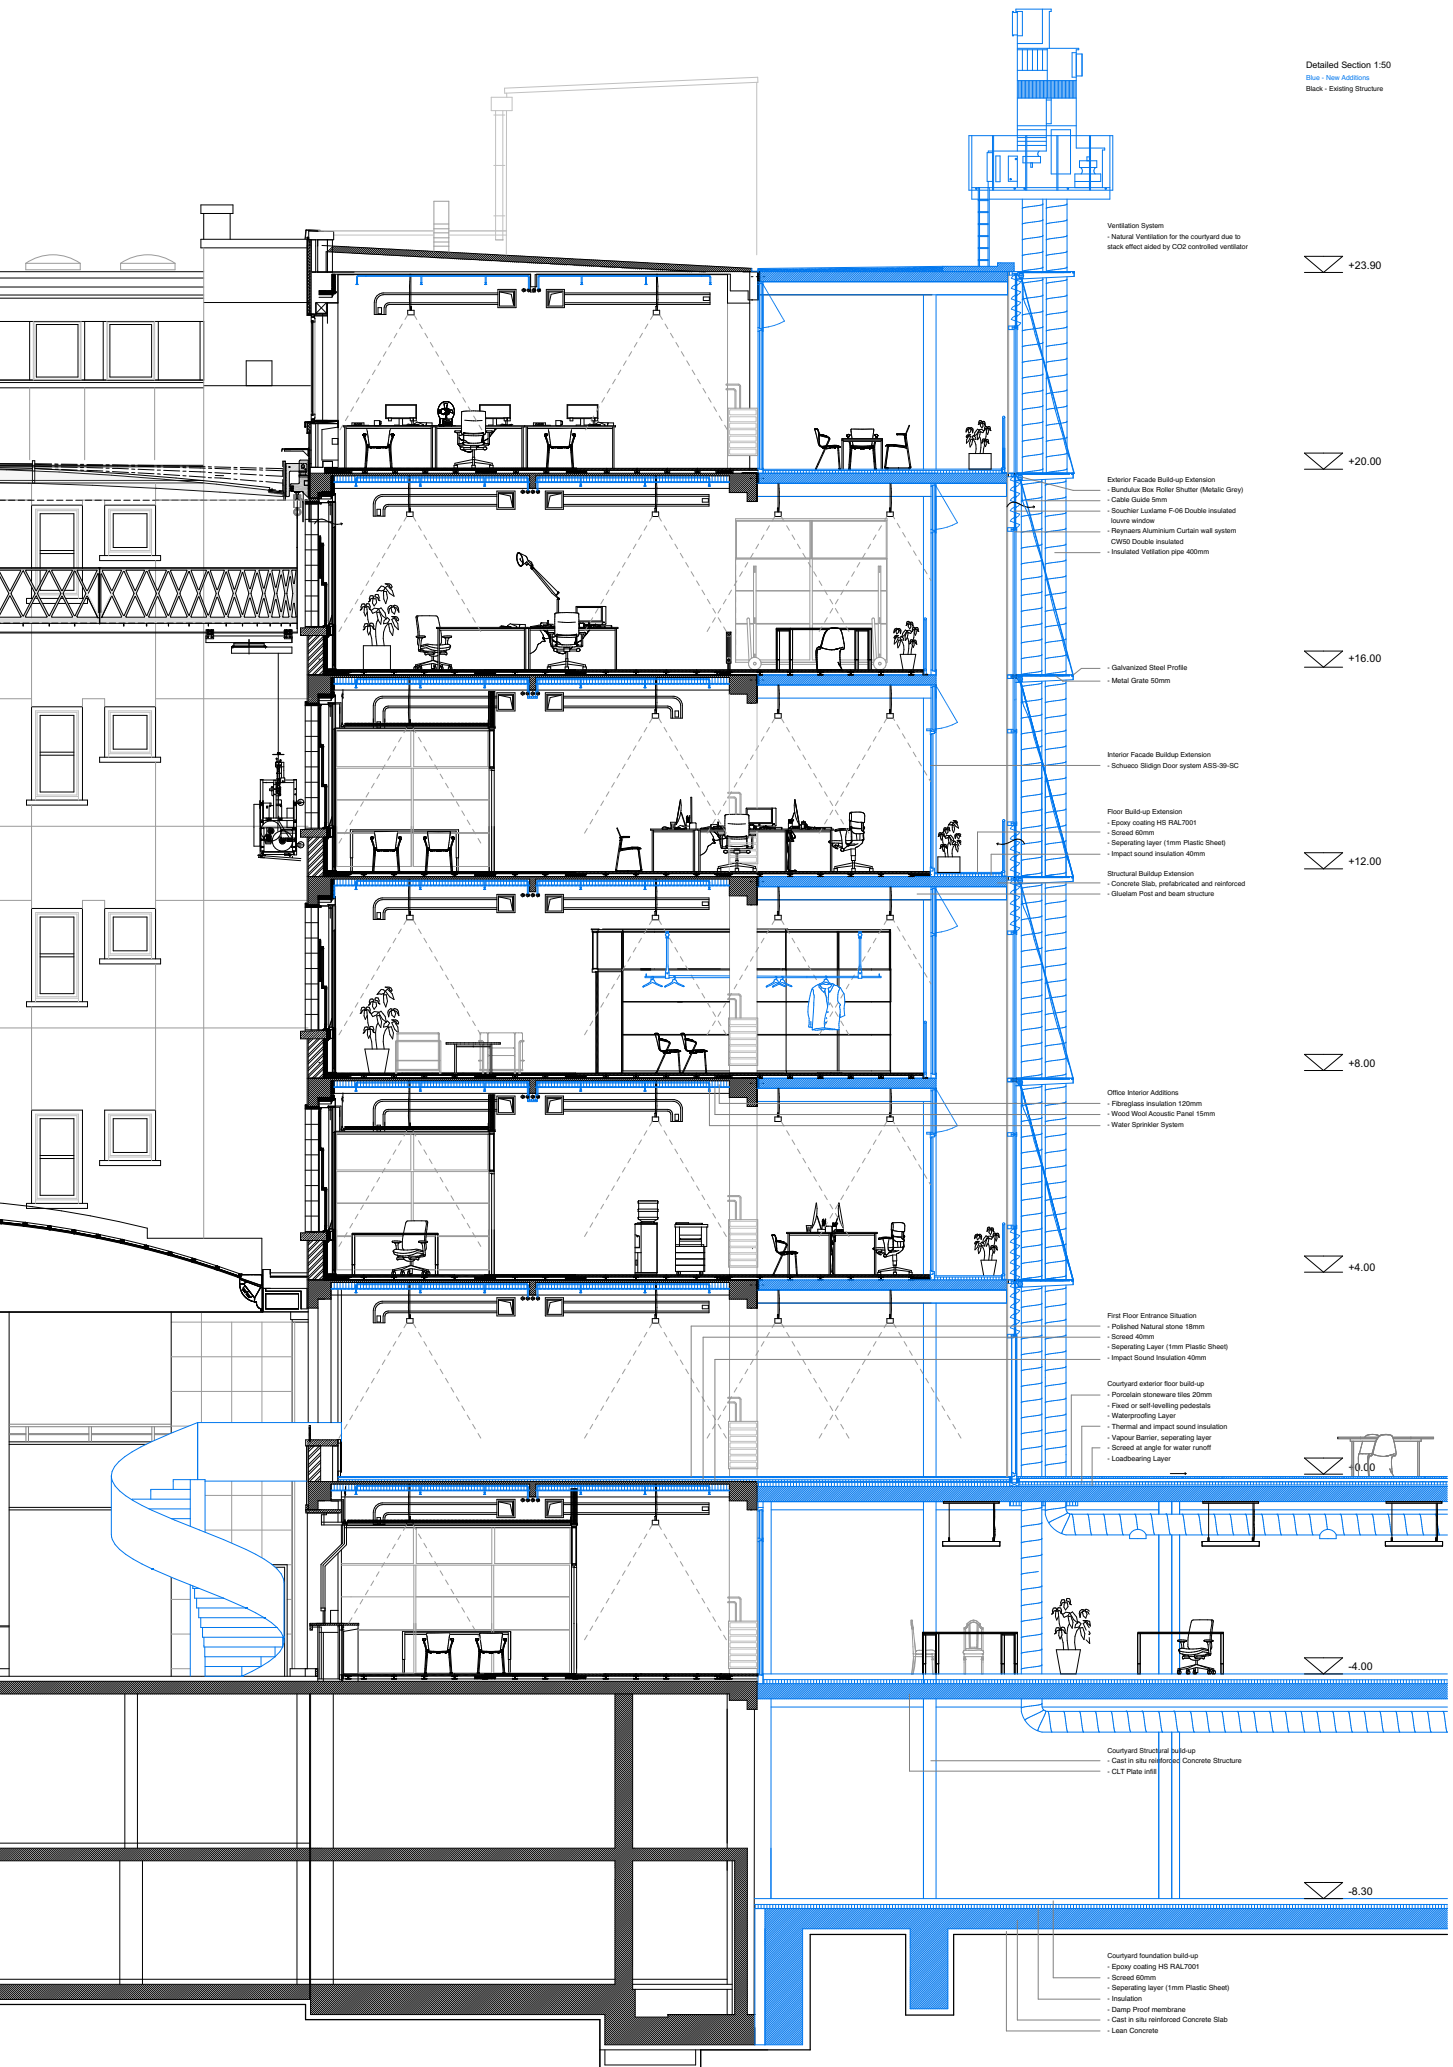 Detailed Section 1:50
Blue - New Additions
Black - Existing Structure
Ventilation System
- Natural Ventilation for the courtyard due to
stack effect aided by CO2 controlled ventilator
+23.90
+20.00
Exterior Facade Build-up Extension
- Bundulux Box Roller Shutter (Metalic Grey)
- Cable Guide 5mm
- Souchier Luxlame F-06 Double insulated
louvre window
- Reynaers Aluminium Curtain wall system
CW50 Double insulated
- Insulated Vetilation pipe 400mm
+16.00
- Galvanized Steel Profile
- Metal Grate 50mm
Interior Facade Buildup Extension
- Schueco Slidign Door system ASS-39-SC
Floor Build-up Extension
- Epoxy coating HS RAL7001
- Screed 60mm
- Seperating layer (1mm Plastic Sheet)
- Impact sound insulation 40mm
+12.00
Structural Buildup Extension
- Concrete Slab, prefabricated and reinforced
- Gluelam Post and beam structure
+8.00
Office Interior Additions
- Fibreglass insulation 120mm
- Wood Wool Acoustic Panel 15mm
- Water Sprinkler System
+4.00
First Floor Entrance Situation
- Polished Natural stone 18mm
- Screed 40mm
- Seperating Layer (1mm Plastic Sheet)
- Impact Sound Insulation 40mm
Courtyard exterior floor build-up
- Porcelain stoneware tiles 20mm
- Fixed or self-levelling pedestals
- Waterproofing Layer
- Thermal and impact sound insulation
- Vapour Barrier, seperating layer
- Screed at angle for water runoff
- Loadbearing Layer
+0.00
-4.00
Courtyard Structural build-up
- Cast in situ reinforced Concrete Structure
- CLT Plate infill
-8.30
Courtyard foundation build-up
- Epoxy coating HS RAL7001
- Screed 60mm
- Seperating layer (1mm Plastic Sheet)
- Insulation
- Damp Proof membrane
- Cast in situ reinforced Concrete Slab
- Lean Concrete